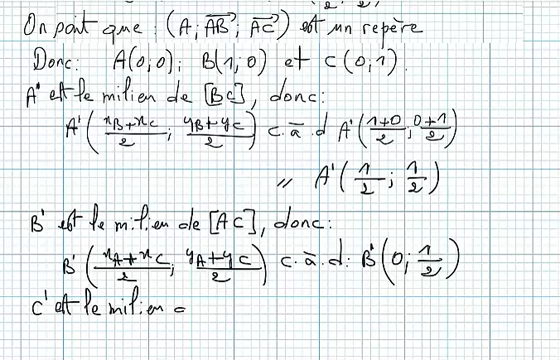 On sait que : (A; AB; AC) est un repère
Donc: A(0;0); B(1;0) et C(0;1).
A' est le milieu de [BC], donc:
A'((xB+xC)/2; (yB+yC)/2) c.à.d A'((1+0)/2; (0+1)/2)
" A'(1/2; 1/2)
B' est le milieu de [AC], donc:
B'((xA+xC)/2; (yA+yC)/2) c.à.d: B'(0; 1/2)
C' est le milieu